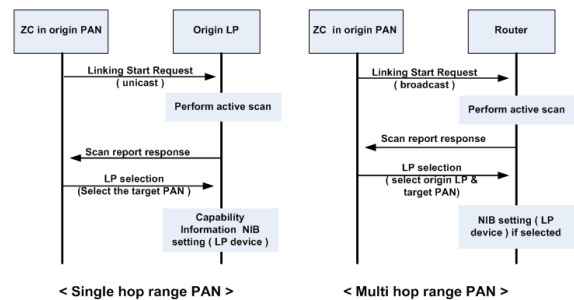 ZC in origin PAN
Origin LP
Linking Start Request
( unicast )
Perform active scan
Scan report response
LP selection
(Select the target PAN )
Capability
Information NIB
setting ( LP device )
< Single hop range PAN >
ZC in origin PAN
Router
Linking Start Request
( broadcast )
Perform active scan
Scan report response
LP selection
( select origin LP &
target PAN)
NIB setting ( LP
device ) if selected
< Multi hop range PAN >